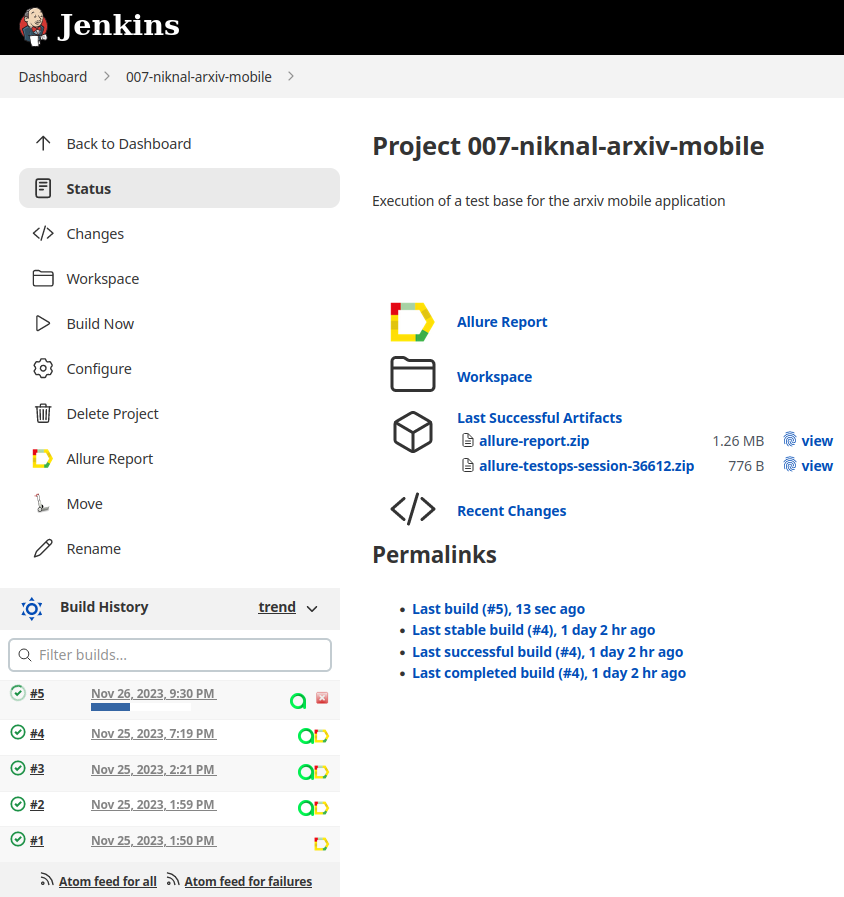 Jenkins
Dashboard
007-niknal-arxiv-mobile
Back to Dashboard
Status
Changes
Workspace
Build Now
Configure
Delete Project
Allure Report
Move
Rename
Build History
trend
Filter builds...
#5
Nov 26, 2023, 9:30 PM
#4
Nov 25, 2023, 7:19 PM
#3
Nov 25, 2023, 2:21 PM
#2
Nov 25, 2023, 1:59 PM
#1
Nov 25, 2023, 1:50 PM
Atom feed for all
Atom feed for failures
Project 007-niknal-arxiv-mobile
Execution of a test base for the arxiv mobile application
Allure Report
Workspace
Last Successful Artifacts
allure-report.zip 1.26 MB view
allure-testops-session-36612.zip 776 B view
Recent Changes
Permalinks
Last build (#5), 13 sec ago
Last stable build (#4), 1 day 2 hr ago
Last successful build (#4), 1 day 2 hr ago
Last completed build (#4), 1 day 2 hr ago